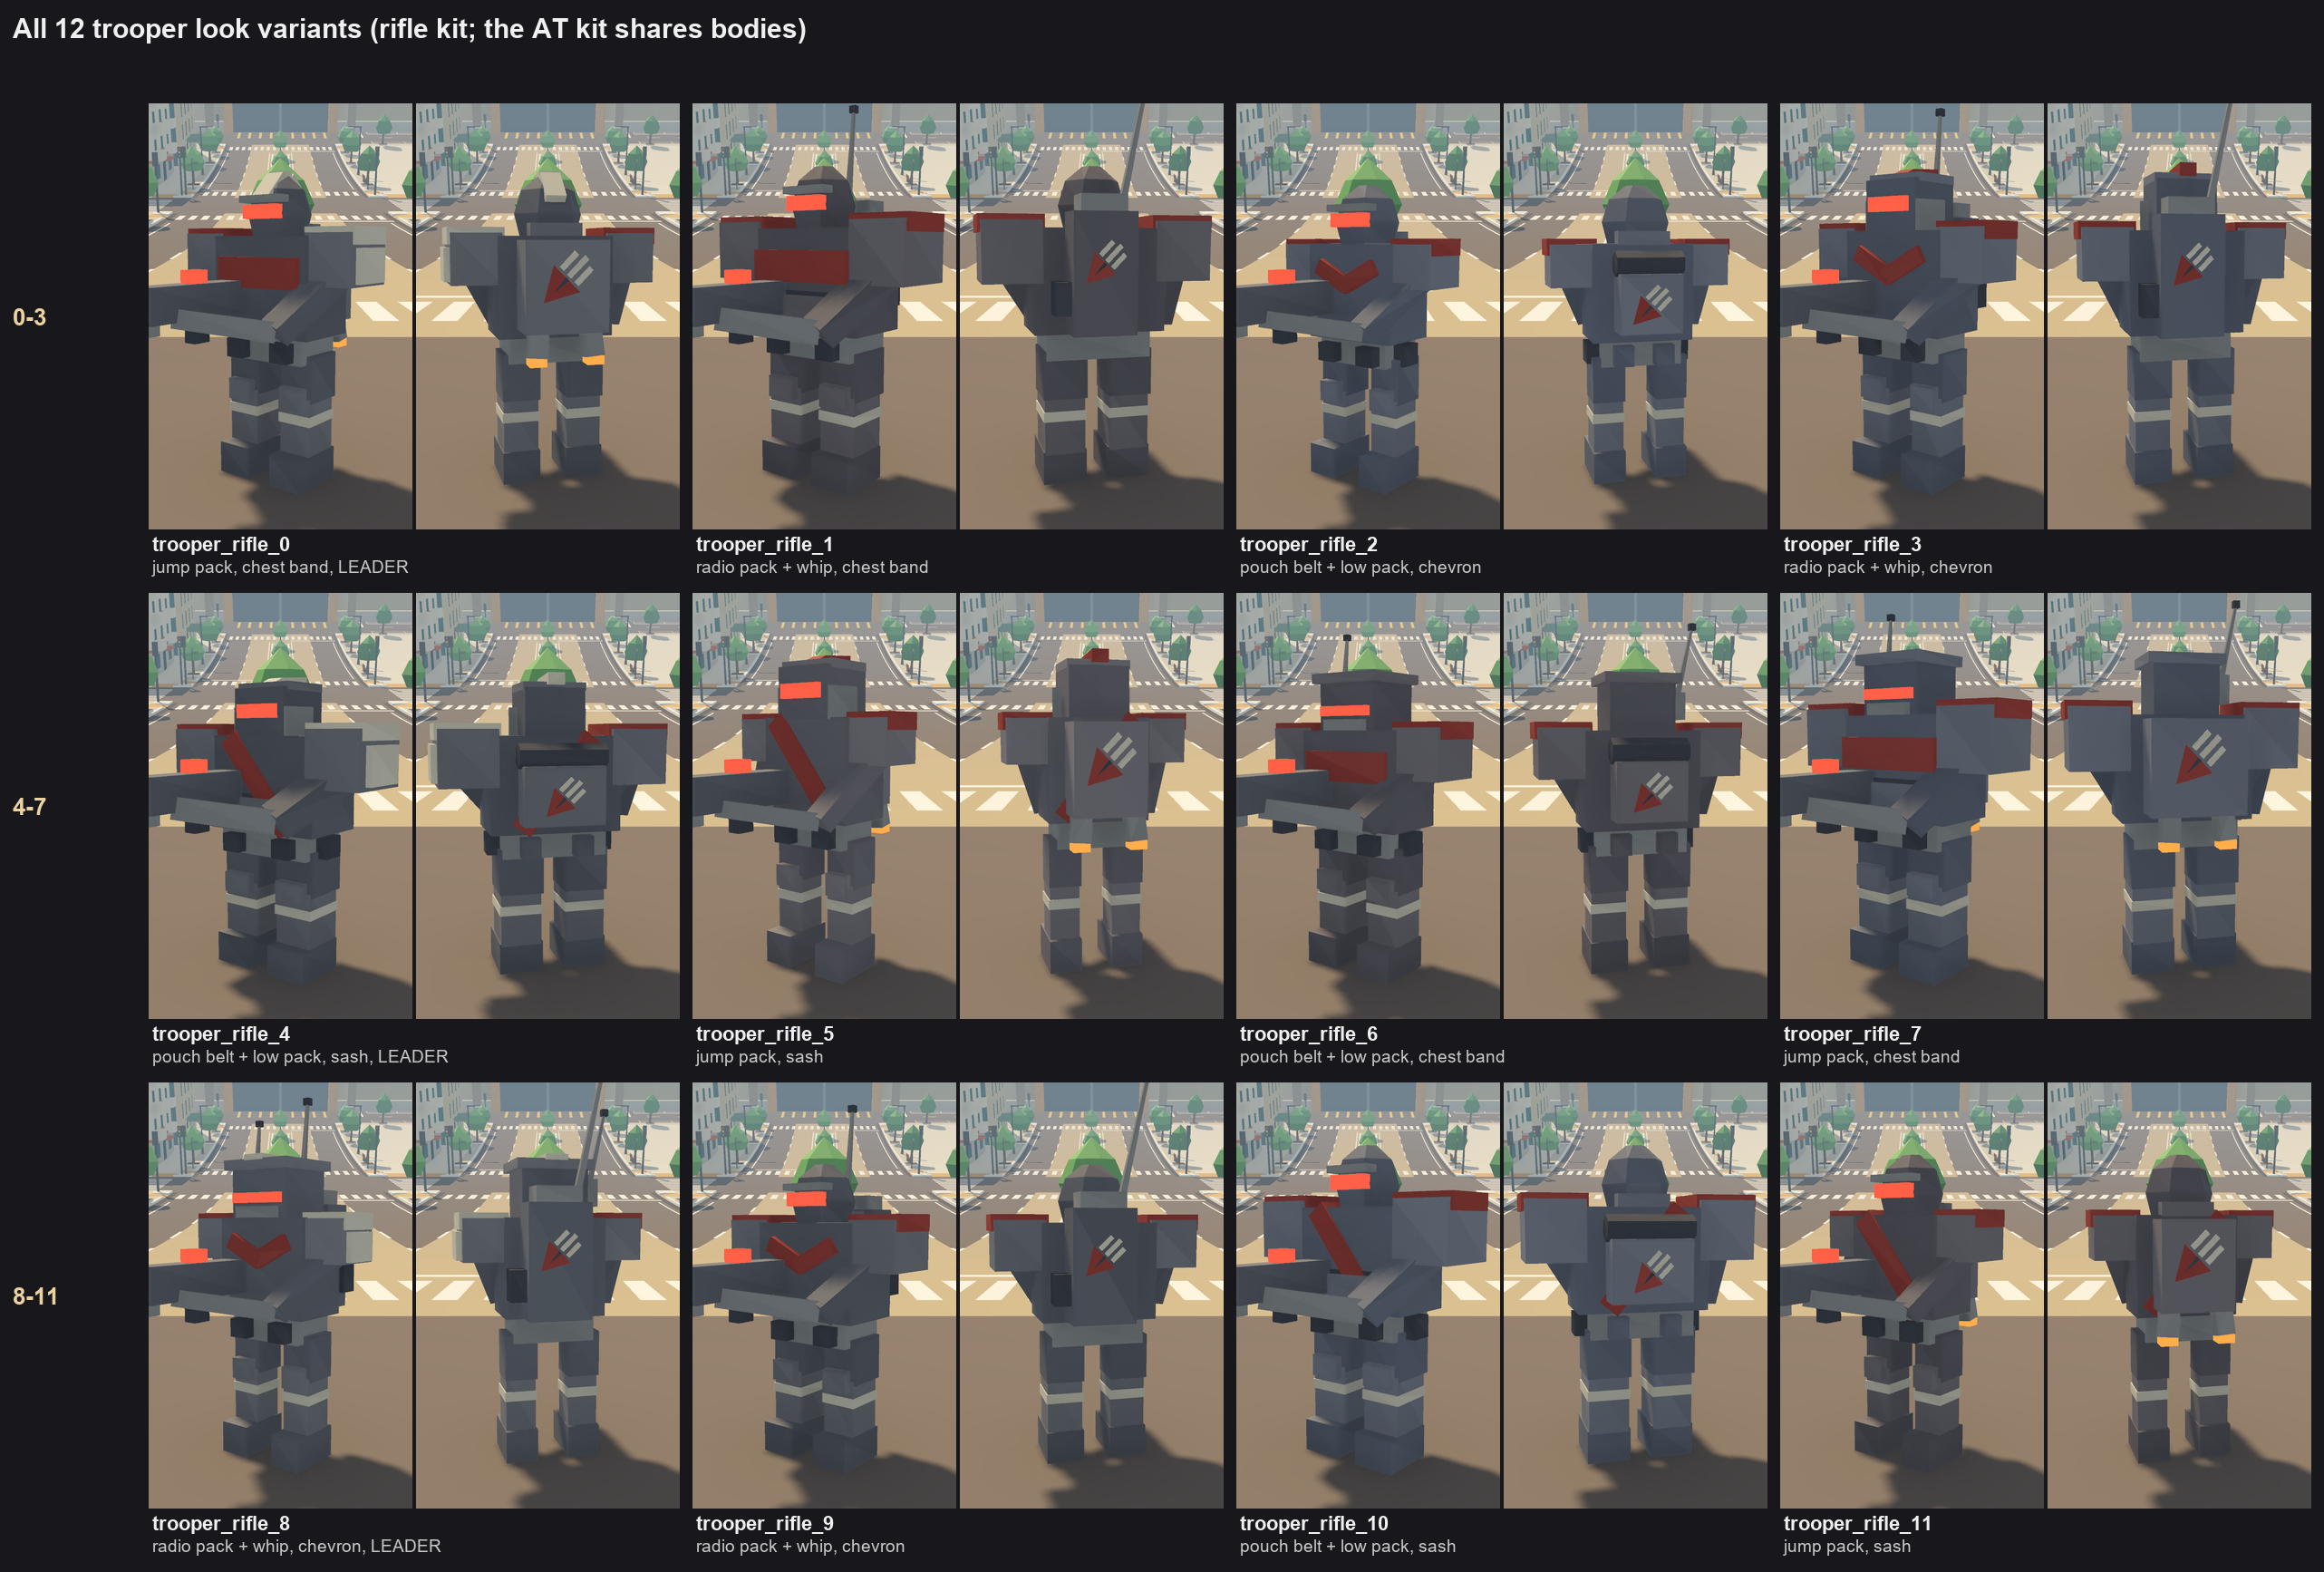 All 12 trooper look variants (rifle kit; the AT kit shares bodies)
0-3
trooper_rifle_0
jump pack, chest band, LEADER
trooper_rifle_1
radio pack + whip, chest band
trooper_rifle_2
pouch belt + low pack, chevron
trooper_rifle_3
radio pack + whip, chevron
4-7
trooper_rifle_4
pouch belt + low pack, sash, LEADER
trooper_rifle_5
jump pack, sash
trooper_rifle_6
pouch belt + low pack, chest band
trooper_rifle_7
jump pack, chest band
8-11
trooper_rifle_8
radio pack + whip, chevron, LEADER
trooper_rifle_9
radio pack + whip, chevron
trooper_rifle_10
pouch belt + low pack, sash
trooper_rifle_11
jump pack, sash